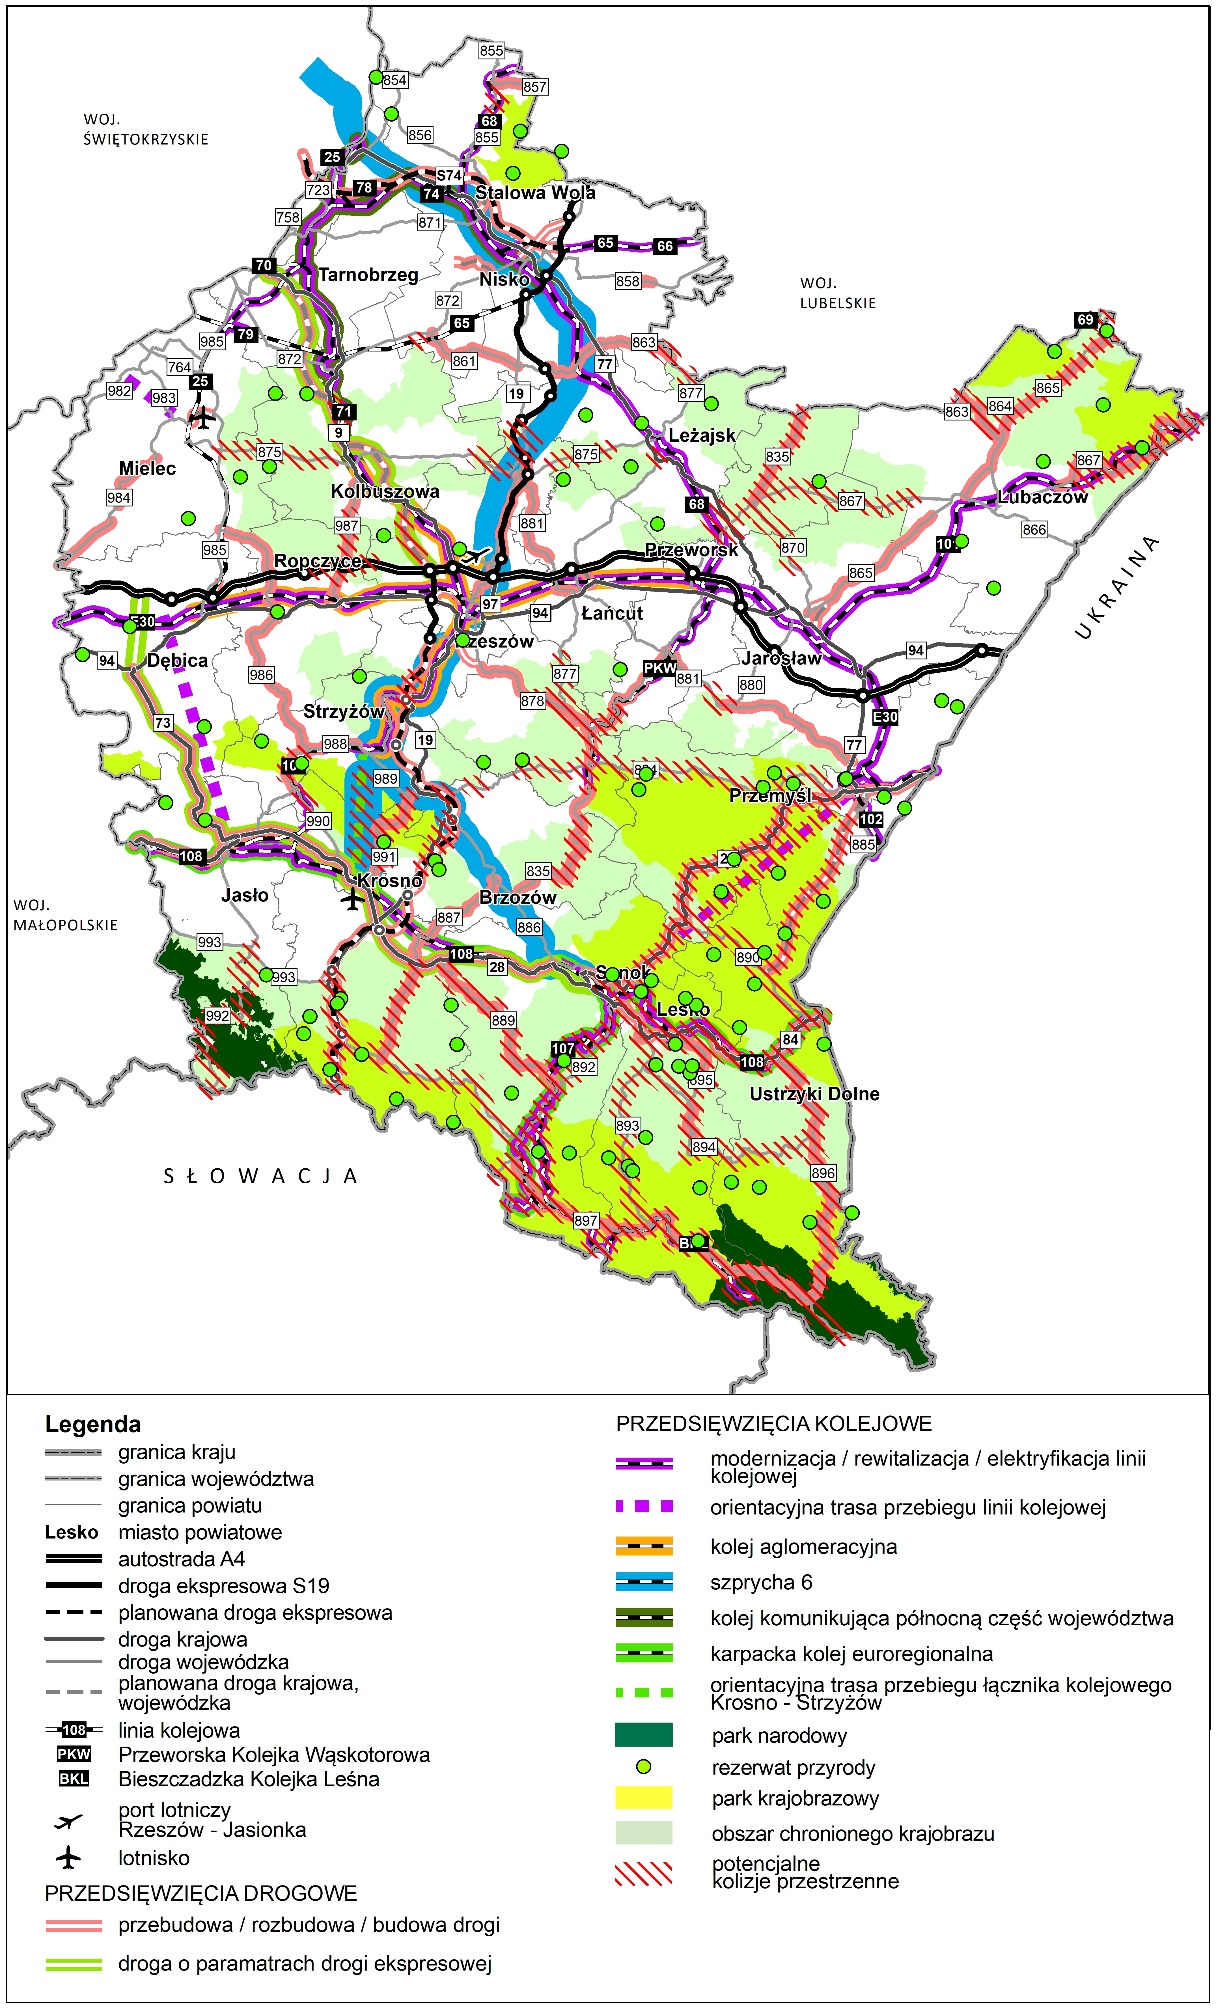 855
854
857
WOJ.
ŚWIĘTOKRZYSKIE
68
856
855
25
S74
723
78
74
Stalowa Wola
758
871
65
66
70
Tarnobrzeg
Nisko
858
WOJ.
LUBELSKIE
872
65
69
79
985
863
861
872
764
77
25
982
983
19
877
865
863
864
71
9
Leżajsk
875
875
835
867
Mielec
Kolbuszowa
984
68
867
Lubaczów
987
881
866
985
870
Ropczyce
Przeworsk
865
UKRAINA
97
94
Łańcut
E30
94
Dębica
PKW
Jarosław
94
986
877
881
880
878
Strzyżów
73
E30
988
19
77
989
Przemyśl
990
102
991
885
108
835
Jasło
Krosno
Brzozów
WOJ.
MAŁOPOLSKIE
887
886
993
108
28
890
993
Lesko
992
889
84
107
892
108
Ustrzyki Dolne
893
894
SŁOWACJA
896
897
Legenda
granica kraju
granica województwa
granica powiatu
Lesko miasto powiatowe
autostrada A4
droga ekspresowa S19
planowana droga ekspresowa
droga krajowa
droga wojewódzka
planowana droga krajowa,
wojewódzka
108 linia kolejowa
PKW Przeworska Kolejka Wąskotorowa
BKL Bieszczadzka Kolejka Leśna
port lotniczy
Rzeszów - Jasionka
lotnisko
PRZEDSIĘWZIĘCIA DROGOWE
przebudowa / rozbudowa / budowa drogi
droga o paramatrach drogi ekspresowej
PRZEDSIĘWZIĘCIA KOLEJOWE
modernizacja / rewitalizacja / elektryfikacja linii
kolejowej
orientacyjna trasa przebiegu linii kolejowej
kolej aglomeracyjna
szprycha 6
kolej komunikująca północną część województwa
karpacka kolej euroregionalna
orientacyjna trasa przebiegu łącznika kolejowego
Krosno - Strzyżów
park narodowy
rezerwat przyrody
park krajobrazowy
obszar chronionego krajobrazu
potencjalne
kolizje przestrzenne